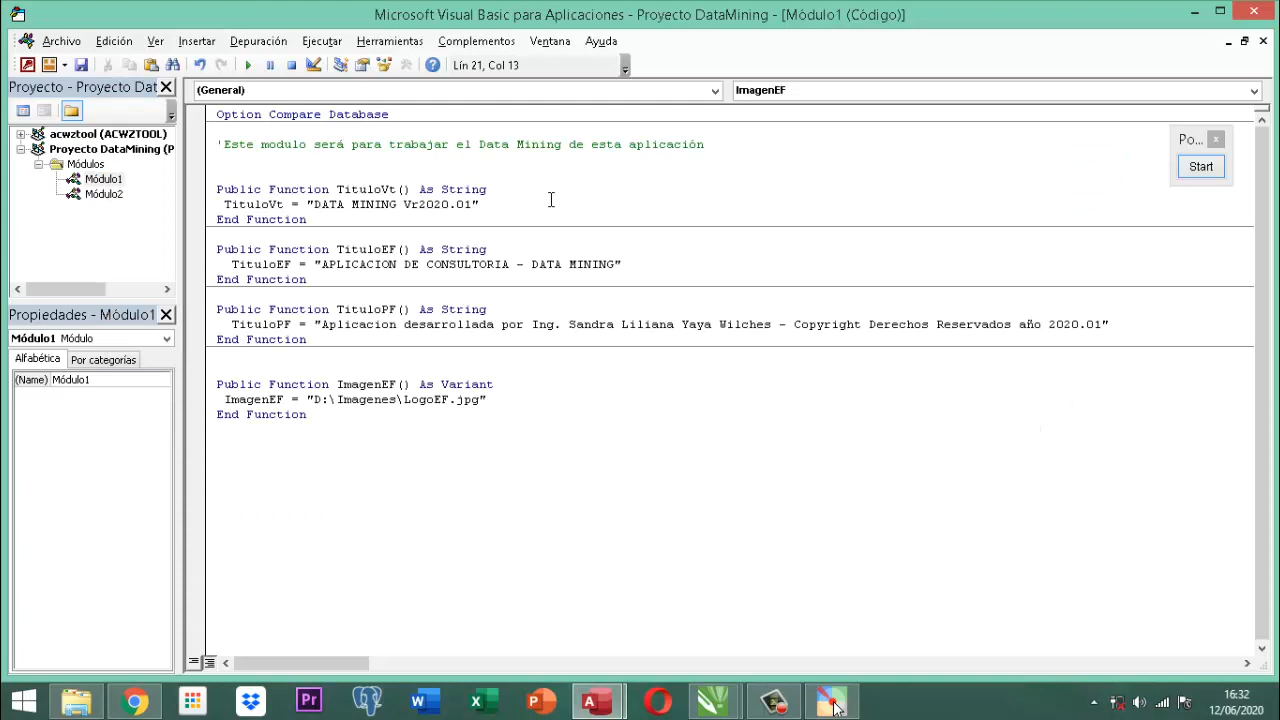 Microsoft Visual Basic para Aplicaciones - Proyecto DataMining - [Módulo1 (Código)]
Archivo Edición Ver Insertar Depuración Ejecutar Herramientas Complementos Ventana Ayuda
Lín 21, Col 13
Proyecto - Proyecto Dat
(General)
ImagenEF
acwztool (ACWZTOOL)
Proyecto DataMining (P
Módulos
Módulo1
Módulo2
Propiedades - Módulo1
Módulo1 Módulo
Alfabética Por categorías
(Name) Módulo1
Option Compare Database
'Este modulo será para trabajar el Data Mining de esta aplicación
Public Function TituloVt() As String
TituloVt = "DATA MINING Vr2020.01"
End Function
Public Function TituloEF() As String
TituloEF = "APLICACION DE CONSULTORIA - DATA MINING"
End Function
Public Function TituloPF() As String
TituloPF = "Aplicacion desarrollada por Ing. Sandra Liliana Yaya Wilches - Copyright Derechos Reservados año 2020.01"
End Function
Public Function ImagenEF() As Variant
ImagenEF = "D:\Imagenes\LogoEF.jpg"
End Function
Po...
Start
16:32
12/06/2020